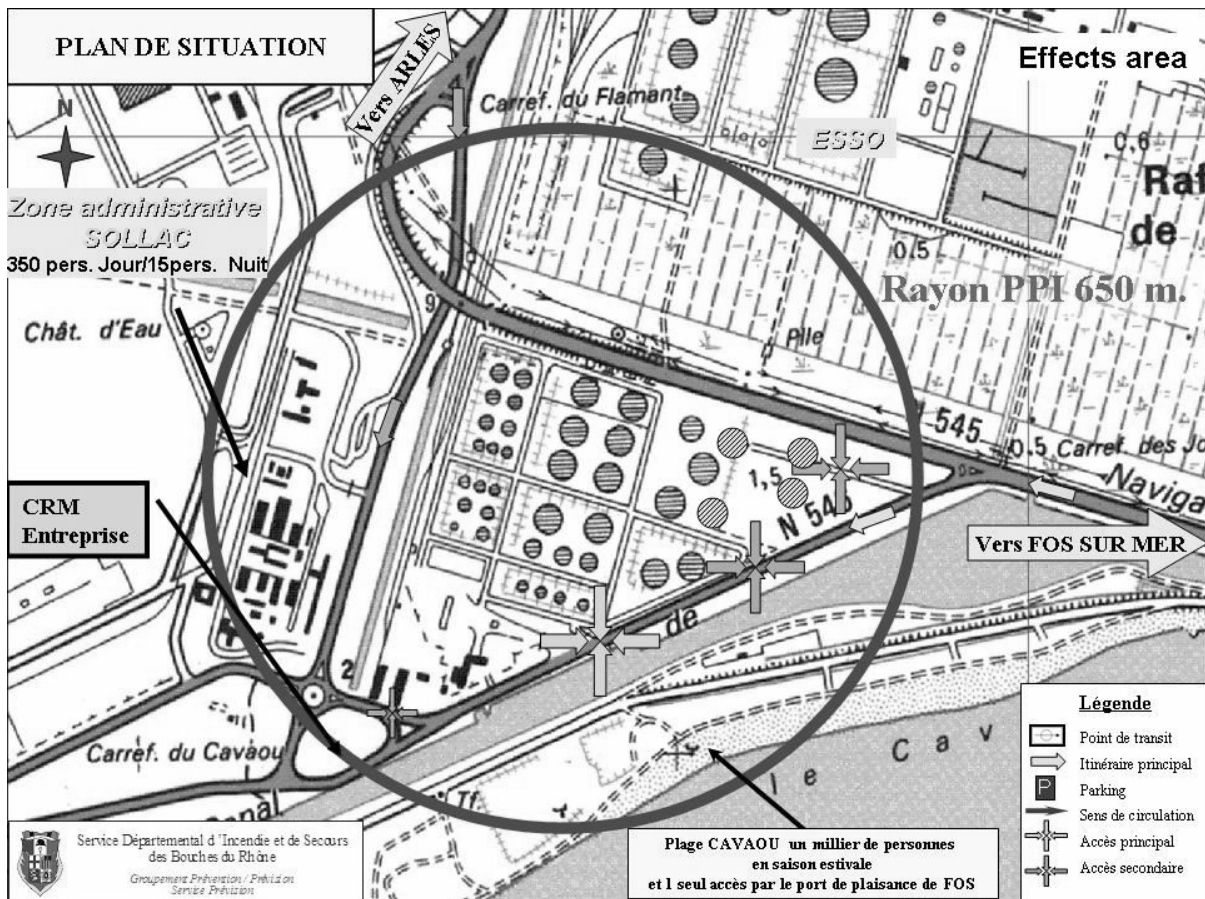 PLAN DE SITUATION
Vers ARLES
Effects area
N
Carref. du Flamant
ESSO
0,6
Raf
de
Zone administrative
SOLLAC
350 pers. Jour/15pers. Nuit
0.5
Rayon PPI 650 m.
9
Chât. d'Eau
Pile
545
0.5 Carref. des Jo
1,5
Naviga
CRM
Entreprise
N 545
Vers FOS SUR MER
de
2
Carref. du Cavaou
Canal
Tf.
le Cav
Légende
Point de transit
Itinéraire principal
P Parking
Sens de circulation
Accès principal
Accès secondaire
Service Départemental d 'Incendie et de Secours
des Bouches du Rhône
Groupement Prévention / Prévision
Service Prévision
Plage CAVAOU un millier de personnes
en saison estivale
et 1 seul accès par le port de plaisance de FOS